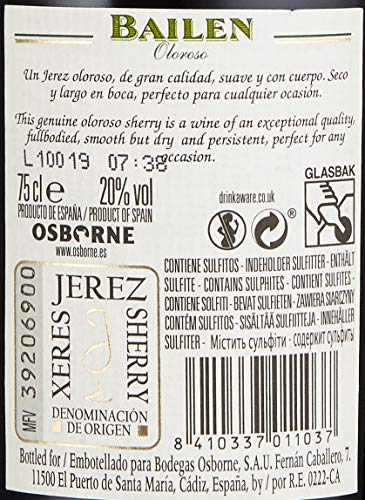 BAILEN
Oloroso
Un Jerez oloroso, de gran calidad, suave y con cuerpo. Seco
y largo en boca, perfecto para cualquier ocasión.
This genuine oloroso sherry is a wine of an exceptional quality,
fullbodied, smooth but dry and persistent, perfect for any
occasion.
L10019 07:38
75 cl e 20% vol
PRODUCTO DE ESPAÑA / PRODUCT OF SPAIN
OSBORNE
www.osborne.es
drinkaware.co.uk
GLASBAK
CONTIENE SULFITOS - INDEHOLDER SULFITTER - ENTHÄLT
SULFITE - CONTAINS SULPHITES - CONTIENT SULFITES -
CONTIENE SOLFITI - BEVAT SULFIETEN - ZAWIERA SIARCZYNY
CONTÉM SULFITOS - SISÄLTÄÄ SULFIITTEJA - INNEHÅLLER
SULFITER - Містить сульфіти - содержит сульфиты
MFV 39206900
XERES
JEREZ
SHERRY
DENOMINACIÓN
DE ORIGEN
8 410337 011037
Bottled for / Embotellado para Bodegas Osborne, S.A.U. Fernán Caballero, 7.
11500 El Puerto de Santa María, Cádiz, España, by / por R.E. 0222-CA